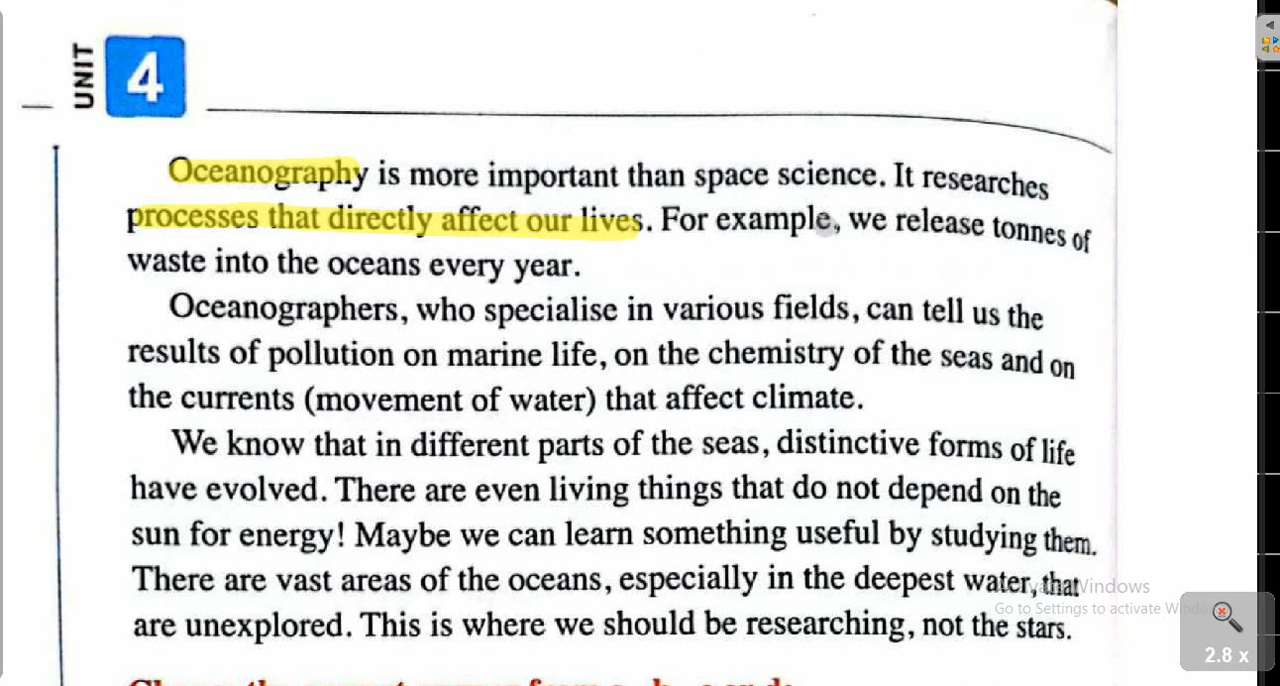 UNIT 4
Oceanography is more important than space science. It researches
processes that directly affect our lives. For example, we release tonnes of
waste into the oceans every year.
Oceanographers, who specialise in various fields, can tell us the
results of pollution on marine life, on the chemistry of the seas and on
the currents (movement of water) that affect climate.
We know that in different parts of the seas, distinctive forms of life
have evolved. There are even living things that do not depend on the
sun for energy! Maybe we can learn something useful by studying them.
There are vast areas of the oceans, especially in the deepest water, that
are unexplored. This is where we should be researching, not the stars.
Activate Windows
Go to Settings to activate Windows
2.8 x